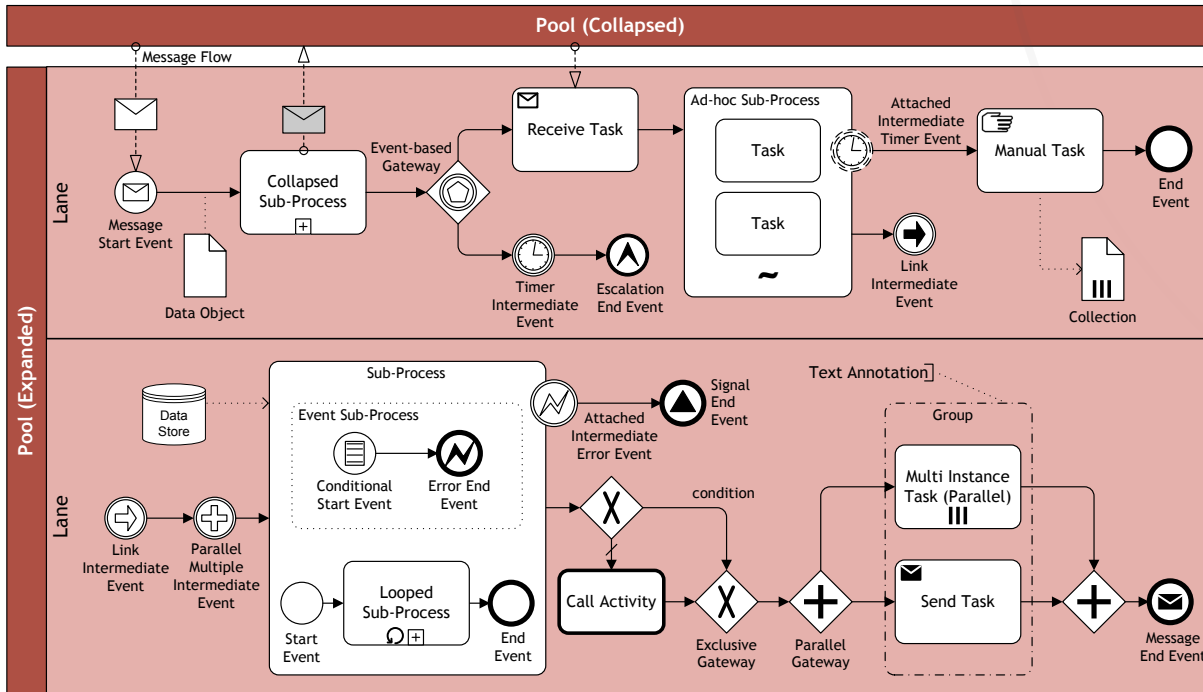 Pool (Collapsed)
Message Flow
Pool (Expanded)
Lane
Message
Start Event
Data Object
Collapsed
Sub-Process
Event-based
Gateway
Receive Task
Timer
Intermediate
Event
Escalation
End Event
Ad-hoc Sub-Process
Task
Task
Attached
Intermediate
Timer Event
Link
Intermediate
Event
Manual Task
End
Event
Collection
Lane
Data
Store
Link
Intermediate
Event
Parallel
Multiple
Intermediate
Event
Sub-Process
Event Sub-Process
Conditional
Start Event
Error End
Event
Start
Event
Looped
Sub-Process
End
Event
Attached
Intermediate
Error Event
Signal
End
Event
condition
Call Activity
Exclusive
Gateway
Parallel
Gateway
Text Annotation
Group
Multi Instance
Task (Parallel)
Send Task
Message
End Event